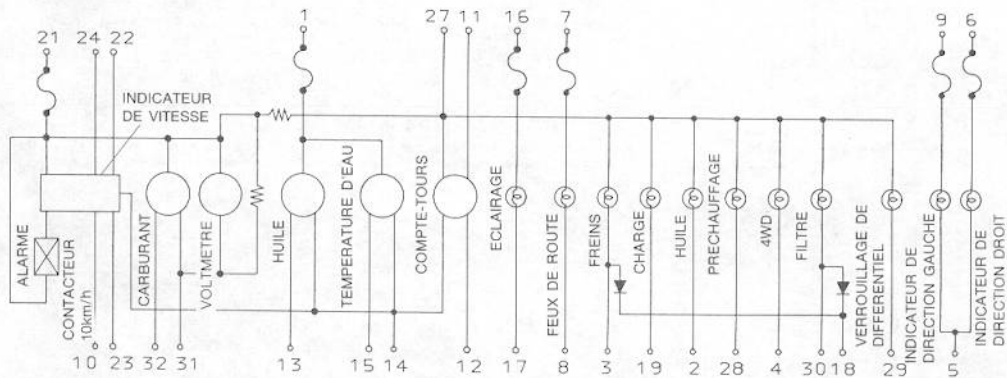 21
24
22
1
27
11
16
7
9
6
INDICATEUR
DE VITESSE
ALARME
CONTACTEUR
10km/h
CARBURANT
VOLTMETRE
HUILE
TEMPERATURE D'EAU
COMPTE-TOURS
ECLAIRAGE
FEUX DE ROUTE
FREINS
CHARGE
HUILE
PRECHAUFFAGE
4WD
FILTRE
VERROUILLAGE DE
DIFFERENTIEL
INDICATEUR DE
DIRECTION GAUCHE
INDICATEUR DE
DIRECTION DROIT
10
23
32
31
13
15
14
12
17
8
3
19
2
28
4
30
18
29
5